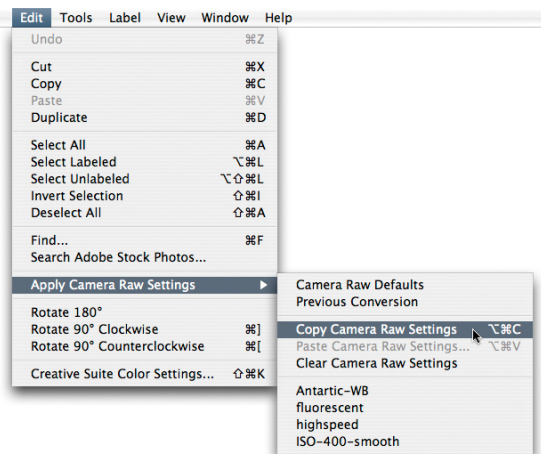 Edit Tools Label View Window Help
Undo ⌘Z
Cut ⌘X
Copy ⌘C
Paste ⌘V
Duplicate ⌘D
Select All ⌘A
Select Labeled ⌥⌘L
Select Unlabeled ⌥⇧⌘L
Invert Selection ⇧⌘I
Deselect All ⇧⌘A
Find... ⌘F
Search Adobe Stock Photos...
Apply Camera Raw Settings ▶
Rotate 180°
Rotate 90° Clockwise ⌘]
Rotate 90° Counterclockwise ⌘[
Creative Suite Color Settings... ⇧⌘K
Camera Raw Defaults
Previous Conversion
Copy Camera Raw Settings ⌥⌘C
Paste Camera Raw Settings... ⌥⌘V
Clear Camera Raw Settings
Antartic-WB
fluorescent
highspeed
ISO-400-smooth